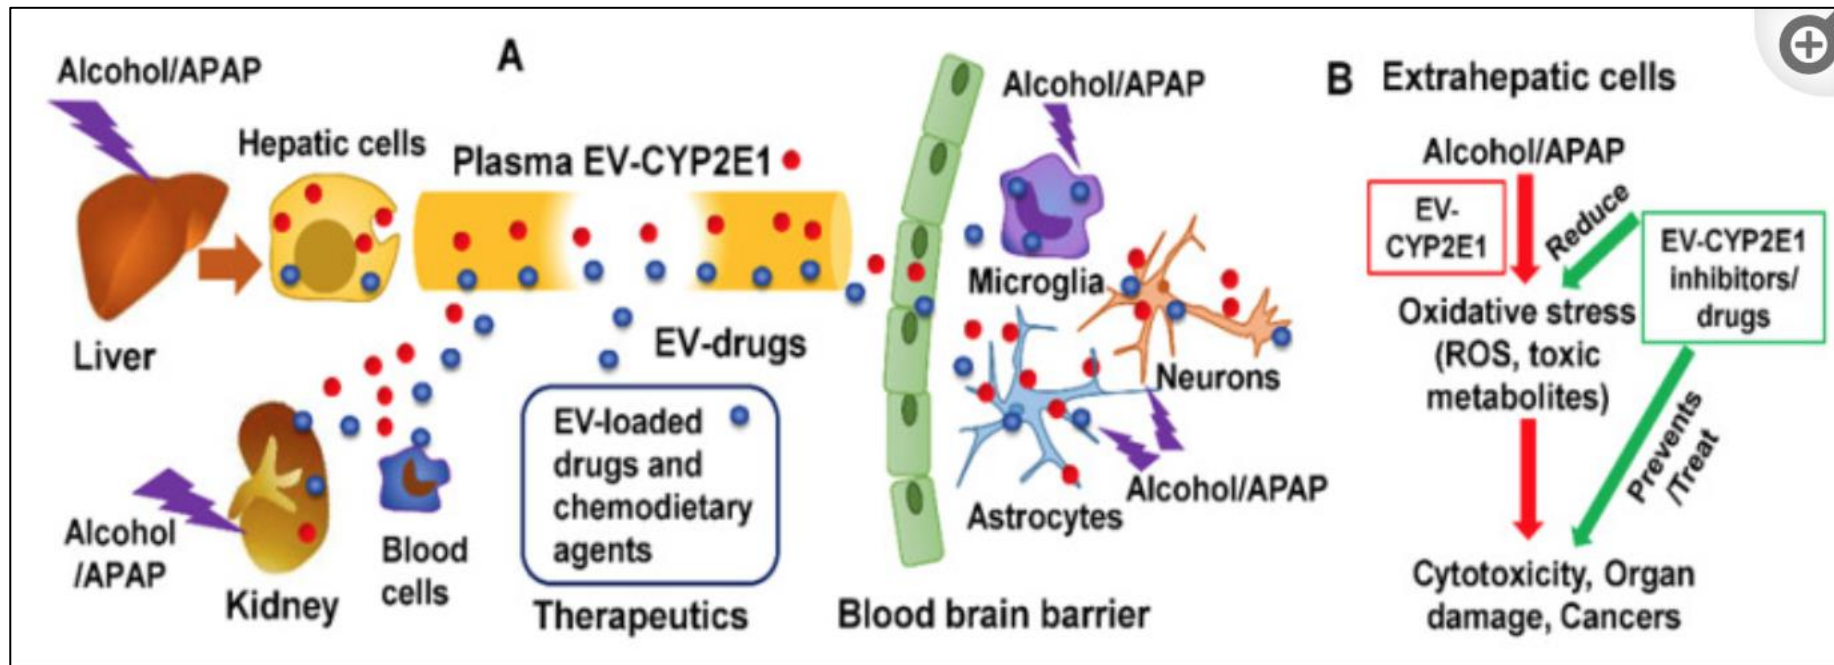 A
Alcohol/APAP
Hepatic cells
Plasma EV-CYP2E1
Liver
EV-drugs
EV-loaded
drugs and
chemodietary
agents
Therapeutics
Alcohol
/APAP
Kidney
Blood
cells
Blood brain barrier
Alcohol/APAP
Microglia
Neurons
Alcohol/APAP
Astrocytes
B Extrahepatic cells
Alcohol/APAP
EV-
CYP2E1
Reduce
EV-CYP2E1
inhibitors/
drugs
Oxidative stress
(ROS, toxic
metabolites)
Prevents
/Treat
Cytotoxicity, Organ
damage, Cancers